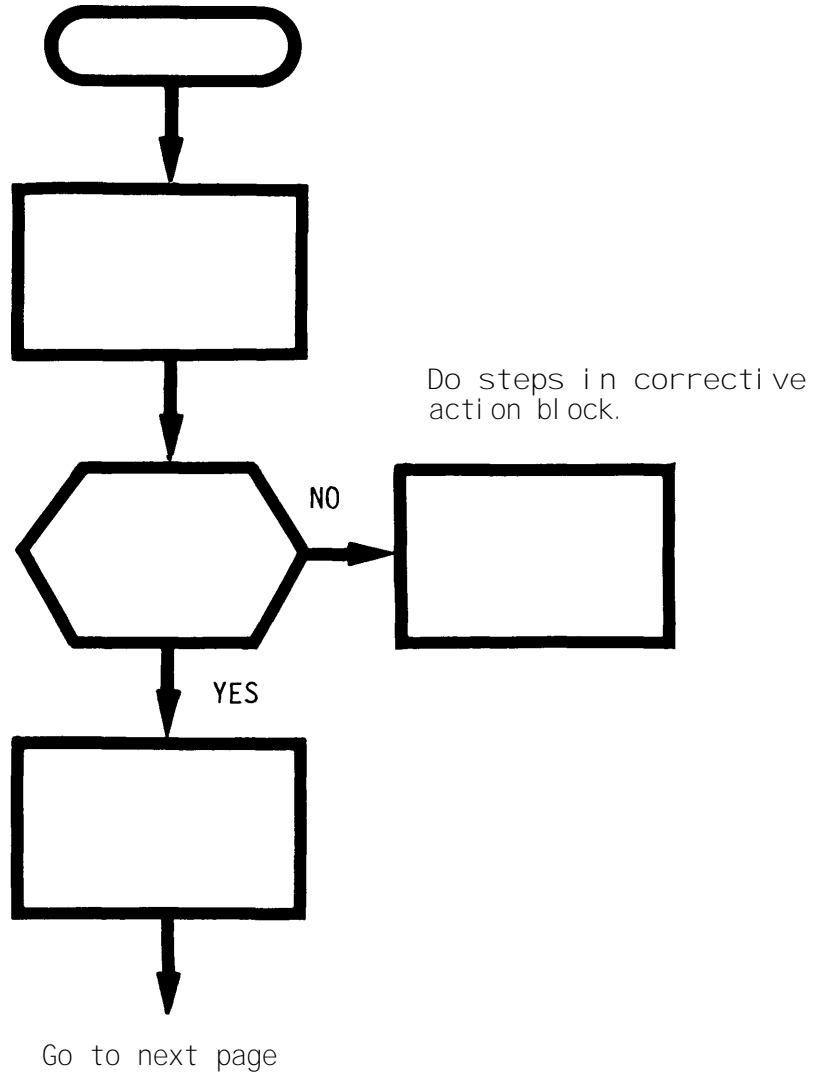 Do steps in corrective
action block.
NO
YES
Go to next page